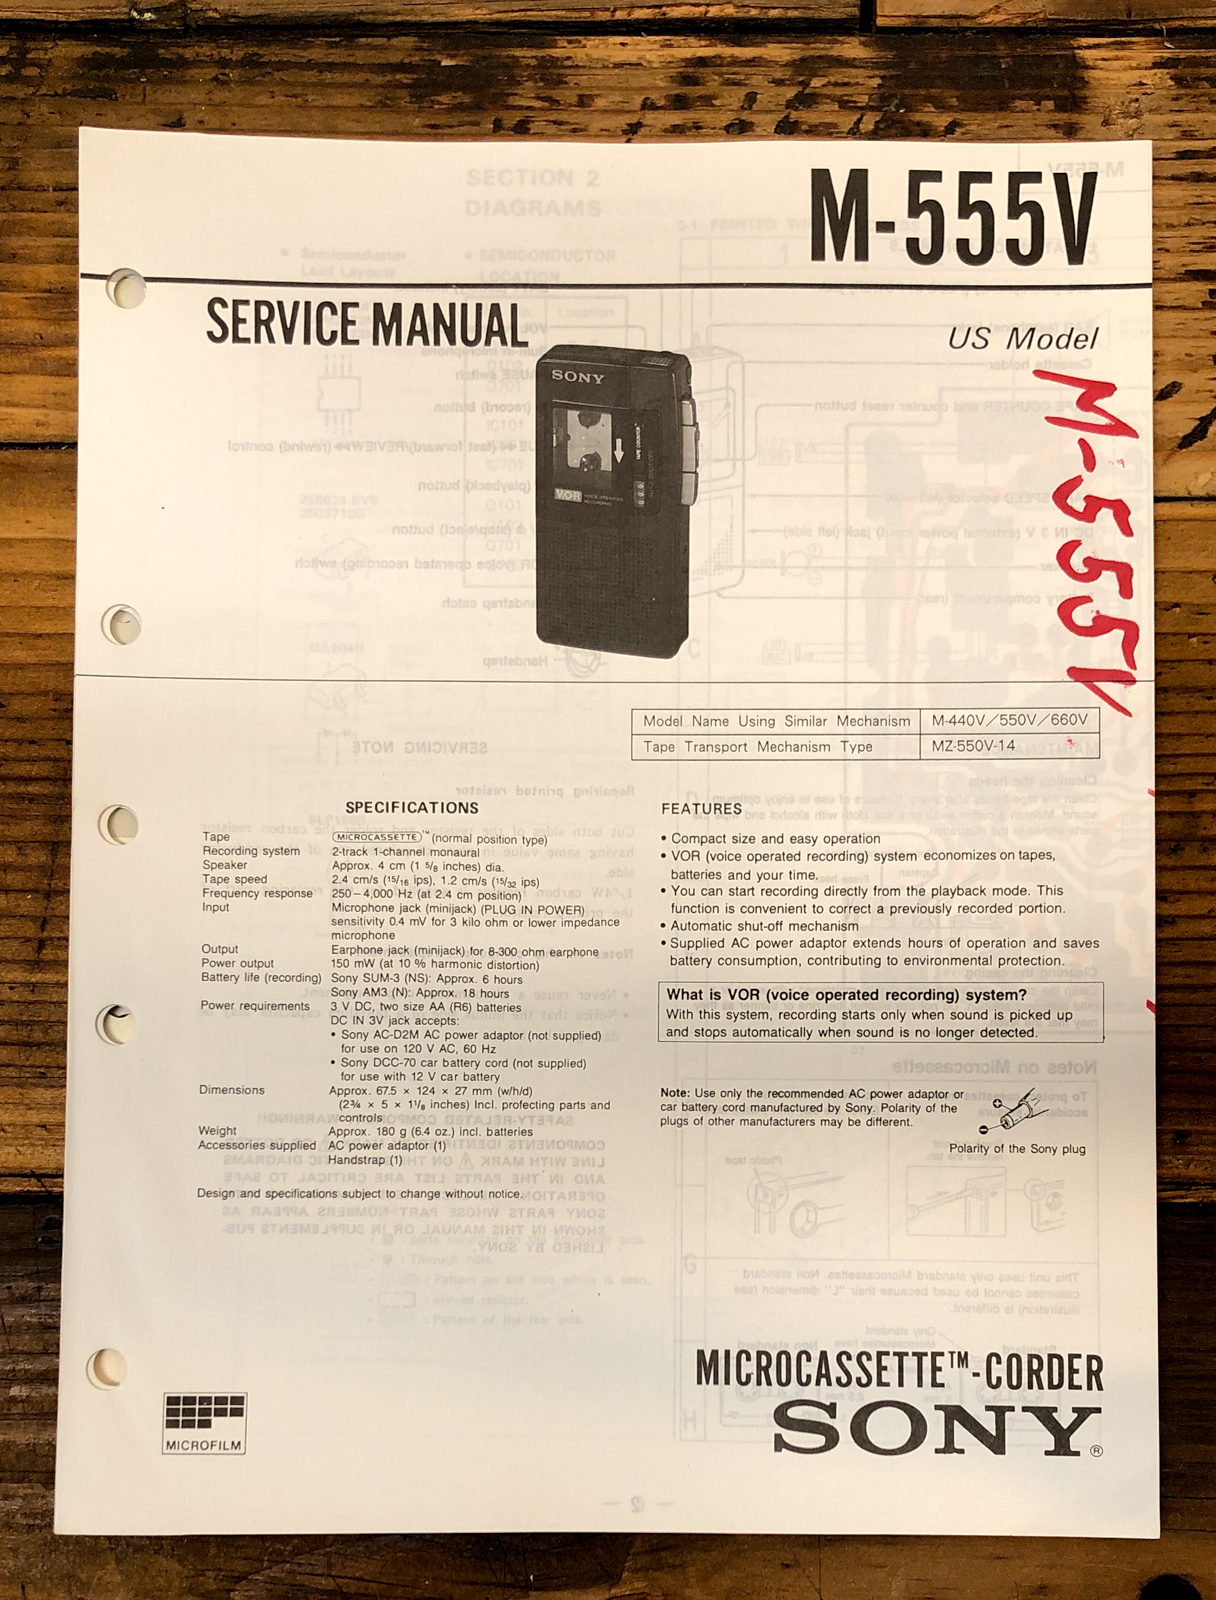 M-555V
SERVICE MANUAL
US Model
M-555V
SONY
TAPE COUNTER
AUTO SHUT OFF
VOR VOICE OPERATED
RECORDING
Model Name Using Similar Mechanism M-440V/550V/660V
Tape Transport Mechanism Type MZ-550V-14
SPECIFICATIONS
Tape MICROCASSETTE™ (normal position type)
Recording system 2-track 1-channel monaural
Speaker Approx. 4 cm (1 5/8 inches) dia.
Tape speed 2.4 cm/s (15/16 ips), 1.2 cm/s (15/32 ips)
Frequency response 250–4,000 Hz (at 2.4 cm position)
Input Microphone jack (minijack) (PLUG IN POWER)
sensitivity 0.4 mV for 3 kilo ohm or lower impedance
microphone
Output Earphone jack (minijack) for 8-300 ohm earphone
Power output 150 mW (at 10 % harmonic distortion)
Battery life (recording) Sony SUM-3 (NS): Approx. 6 hours
Sony AM3 (N): Approx. 18 hours
Power requirements 3 V DC, two size AA (R6) batteries
DC IN 3V jack accepts:
• Sony AC-D2M AC power adaptor (not supplied)
for use on 120 V AC, 60 Hz
• Sony DCC-70 car battery cord (not supplied)
for use with 12 V car battery
Dimensions Approx. 67.5 × 124 × 27 mm (w/h/d)
(2¾ × 5 × 1⅛ inches) Incl. profecting parts and
controls
Weight Approx. 180 g (6.4 oz.) incl. batteries
Accessories supplied AC power adaptor (1)
Handstrap (1)
Design and specifications subject to change without notice.
FEATURES
• Compact size and easy operation
• VOR (voice operated recording) system economizes on tapes,
batteries and your time.
• You can start recording directly from the playback mode. This
function is convenient to correct a previously recorded portion.
• Automatic shut-off mechanism
• Supplied AC power adaptor extends hours of operation and saves
battery consumption, contributing to environmental protection.
What is VOR (voice operated recording) system?
With this system, recording starts only when sound is picked up
and stops automatically when sound is no longer detected.
Note: Use only the recommended AC power adaptor or
car battery cord manufactured by Sony. Polarity of the
plugs of other manufacturers may be different.
Polarity of the Sony plug
MICROCASSETTE™-CORDER
SONY®
MICROFILM